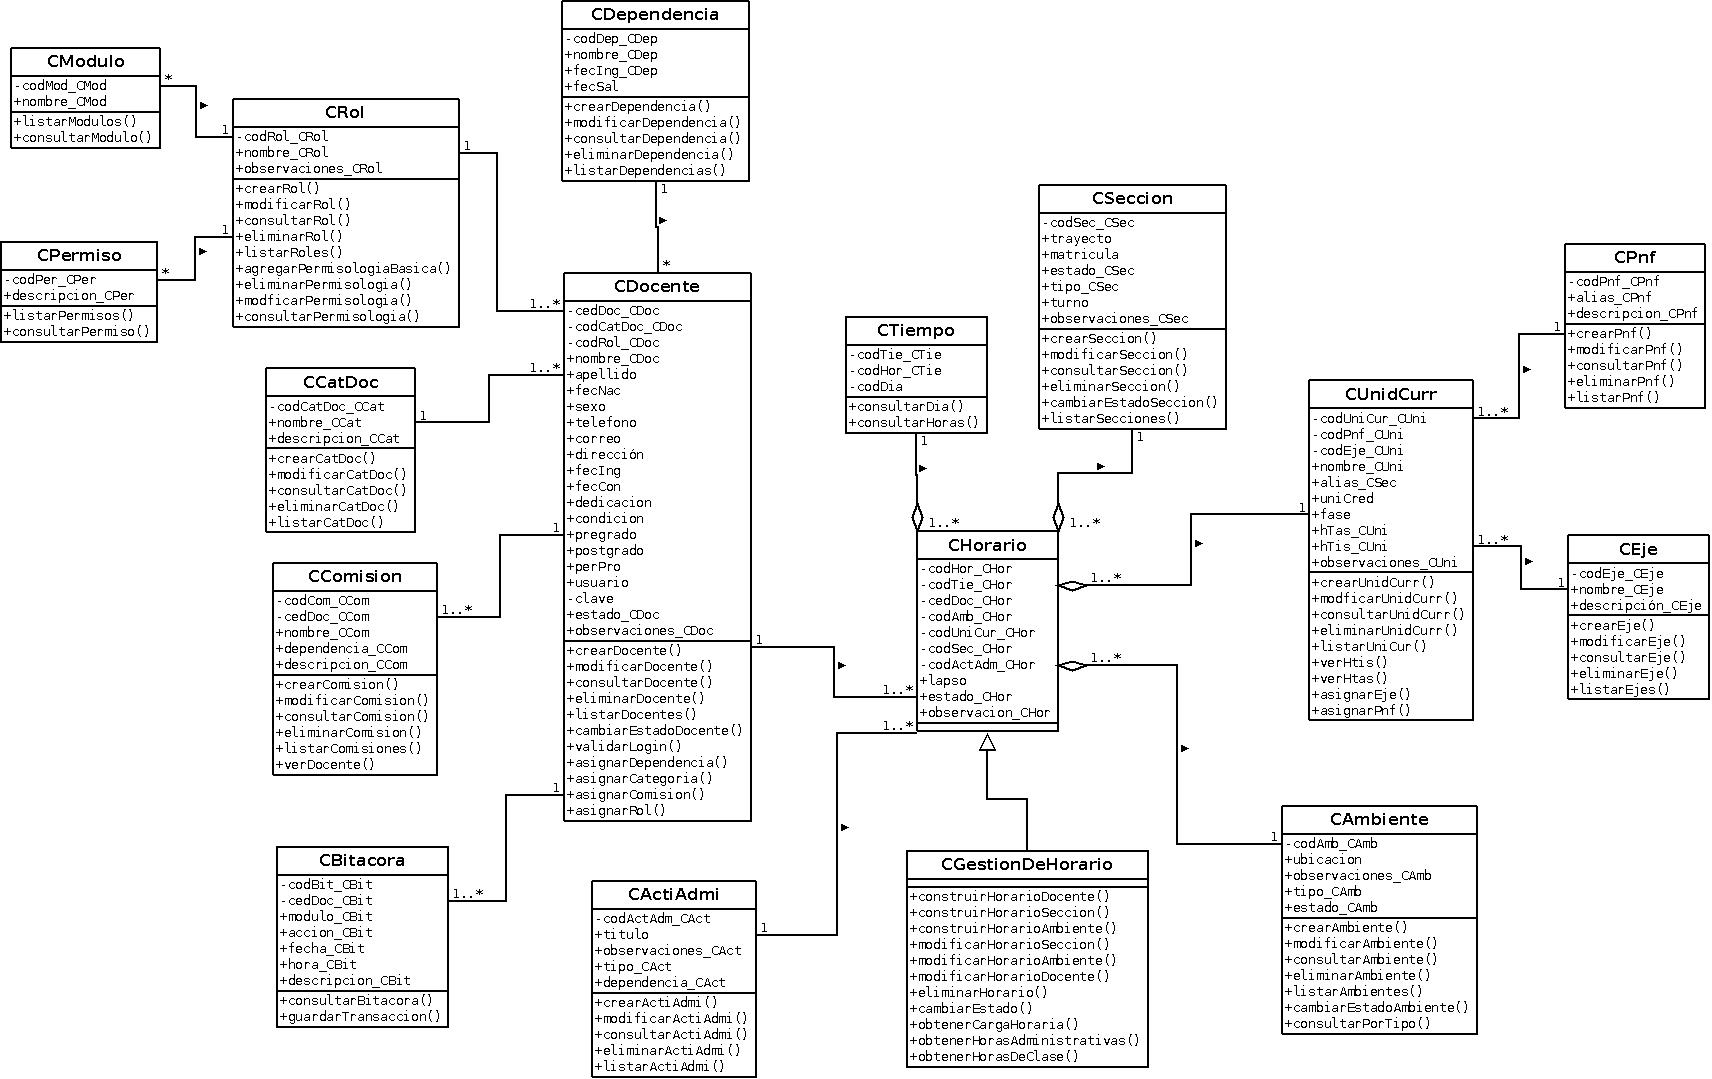 CModulo
-codMod_CMod
+nombre_CMod
+listarModulos()
+consultarModulo()
*
1
CRol
-codRol_CRol
+nombre_CRol
+observaciones_CRol
+crearRol()
+modificarRol()
+consultarRol()
+eliminarRol()
+listarRoles()
+agregarPermisologiaBasica()
+eliminarPermisologia()
+modficarPermisologia()
+consultarPermisologia()
1
1
CPermiso
-codPer_CPer
+descripcion_CPer
+listarPermisos()
+consultarPermiso()
*
CDependencia
-codDep_CDep
+nombre_CDep
+fecIng_CDep
+fecSal
+crearDependencia()
+modificarDependencia()
+consultarDependencia()
+eliminarDependencia()
+listarDependencias()
1
*
CDocente
-cedDoc_CDoc
-codCatDoc_CDoc
-codRol_CDoc
+nombre_CDoc
+apellido
+fecNac
+sexo
+telefono
+correo
+dirección
+fecIng
+fecCon
+dedicacion
+condicion
+pregrado
+postgrado
+perPro
+usuario
-clave
+estado_CDoc
+observaciones_CDoc
+crearDocente()
+modificarDocente()
+consultarDocente()
+eliminarDocente()
+listarDocentes()
+cambiarEstadoDocente()
+validarLogin()
+asignarDependencia()
+asignarCategoria()
+asignarComision()
+asignarRol()
1..*
1..*
1
1
1
CCatDoc
-codCatDoc_CCat
+nombre_CCat
+descripcion_CCat
+crearCatDoc()
+modificarCatDoc()
+consultarCatDoc()
+eliminarCatDoc()
+listarCatDoc()
1
CComision
-codCom_CCom
-cedDoc_CCom
+nombre_CCom
+dependencia_CCom
+descripcion_CCom
+crearComision()
+modificarComision()
+consultarComision()
+eliminarComision()
+listarComisiones()
+verDocente()
1..*
CBitacora
-codBit_CBit
-cedDoc_CBit
+modulo_CBit
+accion_CBit
+fecha_CBit
+hora_CBit
+descripcion_CBit
+consultarBitacora()
+guardarTransaccion()
1..*
CActiAdmi
-codActAdm_CAct
+titulo
+observaciones_CAct
+tipo_CAct
+dependencia_CAct
+crearActiAdmi()
+modificarActiAdmi()
+consultarActiAdmi()
+eliminarActiAdmi()
+listarActiAdmi()
1
CTiempo
-codTie_CTie
-codHor_CTie
-codDia
+consultarDia()
+consultarHoras()
1
CSeccion
-codSec_CSec
+trayecto
+matricula
+estado_CSec
+tipo_CSec
+turno
+observaciones_CSec
+crearSeccion()
+modificarSeccion()
+consultarSeccion()
+eliminarSeccion()
+cambiarEstadoSeccion()
+listarSecciones()
1
1..*
1..*
CHorario
-codHor_CHor
-codTie_CHor
-cedDoc_CHor
-codAmb_CHor
-codUniCur_CHor
-codSec_CHor
-codActAdm_CHor
+lapso
+estado_CHor
+observacion_CHor
1..*
1..*
1..*
1..*
CGestionDeHorario
+construirHorarioDocente()
+construirHorarioSeccion()
+construirHorarioAmbiente()
+modificarHorarioSeccion()
+modificarHorarioAmbiente()
+modificarHorarioDocente()
+eliminarHorario()
+cambiarEstado()
+obtenerCargaHoraria()
+obtenerHorasAdministrativas()
+obtenerHorasDeClase()
CUnidCurr
-codUniCur_CUni
-codPnf_CUni
-codEje_CUni
+nombre_CUni
+alias_CSec
+uniCred
+fase
+hTas_CUni
+hTis_CUni
+observaciones_CUni
+crearUnidCurr()
+modficarUnidCurr()
+consultarUnidCurr()
+eliminarUnidCurr()
+listarUniCur()
+verHtis()
+verHtas()
+asignarEje()
+asignarPnf()
1
1..*
1..*
CPnf
-codPnf_CPnf
+alias_CPnf
+descripcion_CPnf
+crearPnf()
+modificarPnf()
+consultarPnf()
+eliminarPnf()
+listarPnf()
1
CEje
-codEje_CEje
+nombre_CEje
+descripción_CEje
+crearEje()
+modificarEje()
+consultarEje()
+eliminarEje()
+listarEjes()
1
CAmbiente
-codAmb_CAmb
+ubicacion
+observaciones_CAmb
+tipo_CAmb
+estado_CAmb
+crearAmbiente()
+modificarAmbiente()
+consultarAmbiente()
+eliminarAmbiente()
+listarAmbientes()
+cambiarEstadoAmbiente()
+consultarPorTipo()
1